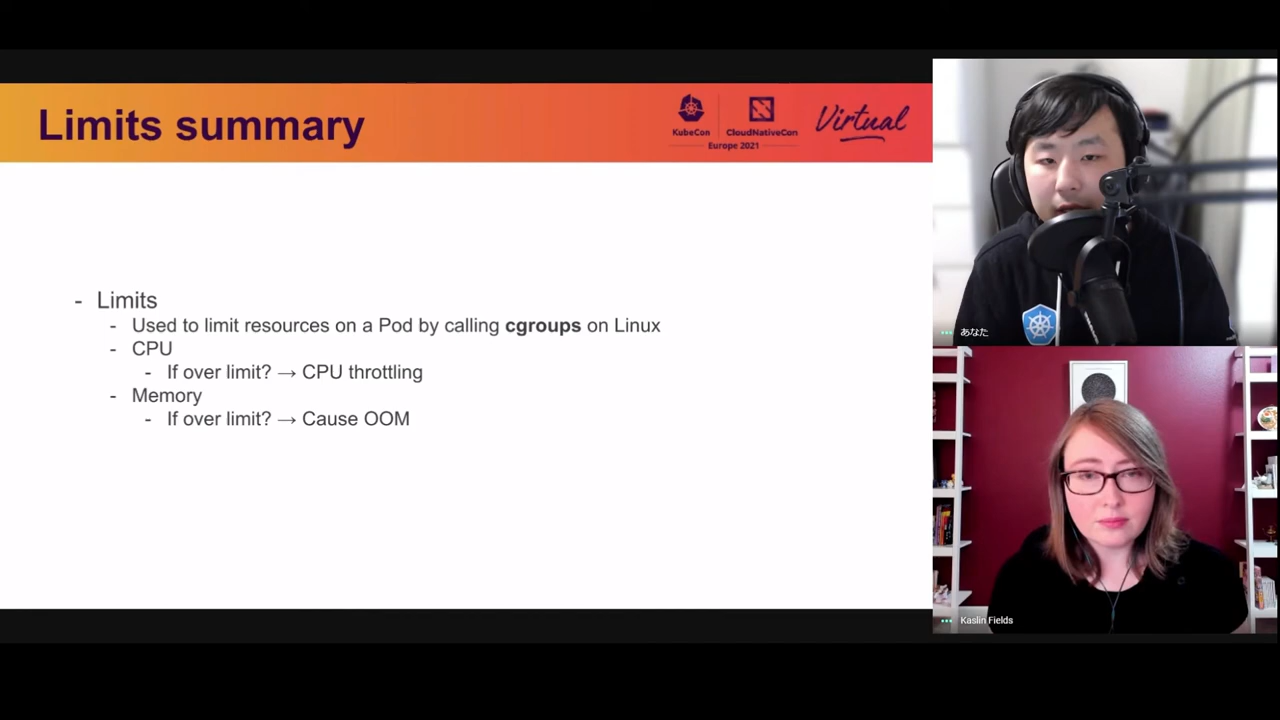 Limits summary
KubeCon
CloudNativeCon
Europe 2021
Virtual
- Limits
- Used to limit resources on a Pod by calling cgroups on Linux
- CPU
- If over limit? → CPU throttling
- Memory
- If over limit? → Cause OOM
あなた
Kaslin Fields